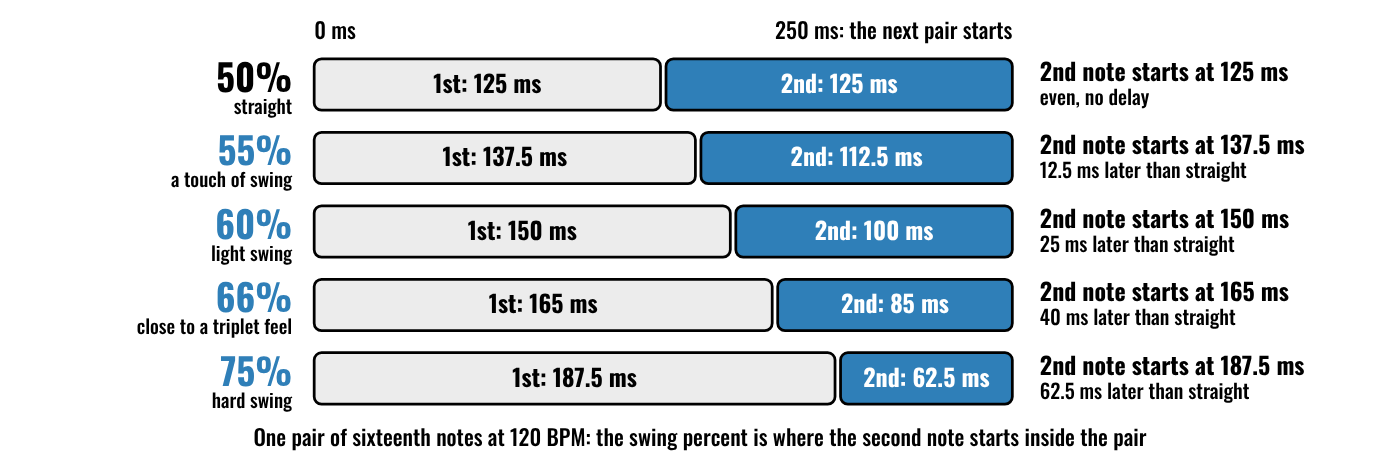 0 ms
250 ms: the next pair starts
50%
straight
1st: 125 ms
2nd: 125 ms
2nd note starts at 125 ms
even, no delay
55%
a touch of swing
1st: 137.5 ms
2nd: 112.5 ms
2nd note starts at 137.5 ms
12.5 ms later than straight
60%
light swing
1st: 150 ms
2nd: 100 ms
2nd note starts at 150 ms
25 ms later than straight
66%
close to a triplet feel
1st: 165 ms
2nd: 85 ms
2nd note starts at 165 ms
40 ms later than straight
75%
hard swing
1st: 187.5 ms
2nd: 62.5 ms
2nd note starts at 187.5 ms
62.5 ms later than straight
One pair of sixteenth notes at 120 BPM: the swing percent is where the second note starts inside the pair